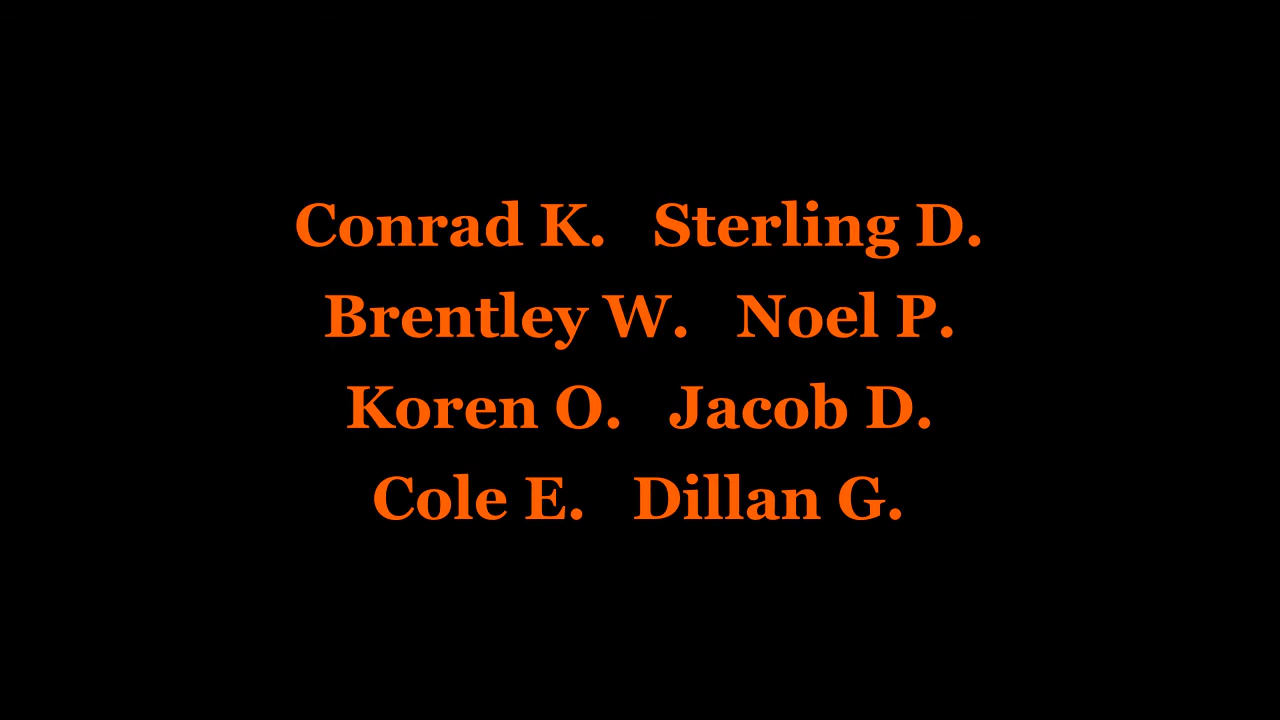 Conrad K.   Sterling D.
Brentley W.   Noel P.
Koren O.   Jacob D.
Cole E.   Dillan G.